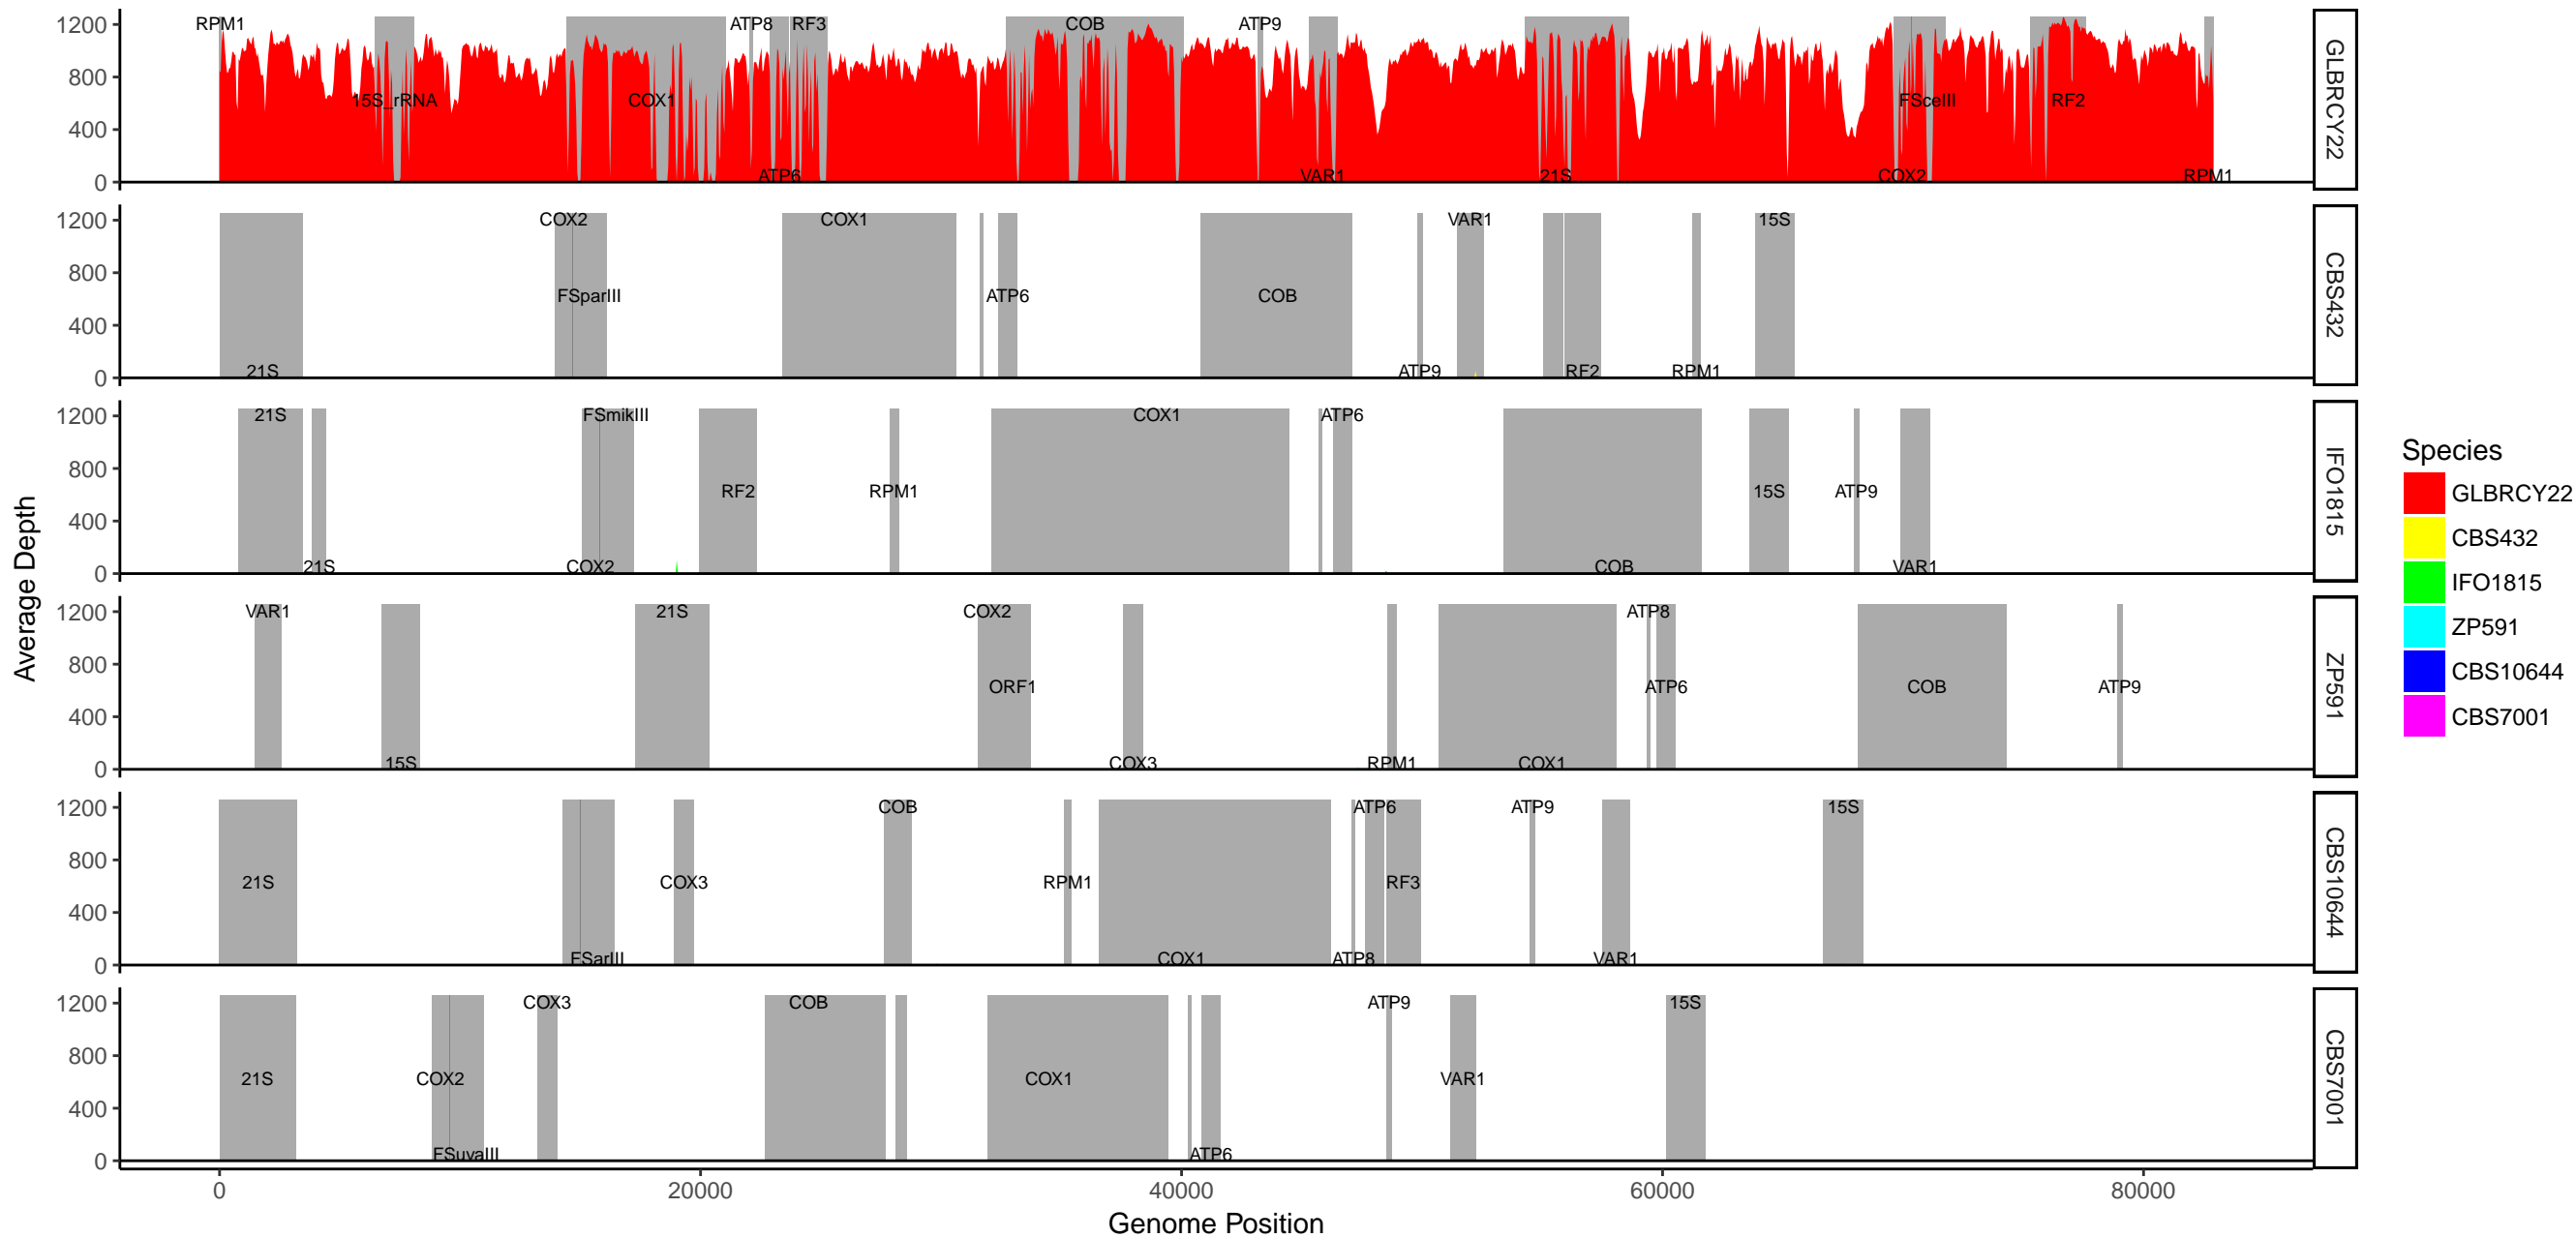 Average Depth
1200
800
400
0
RPM1
ATP8
RF3
COB
ATP9
15S_rRNA
COX1
FSceIII
RF2
ATP6
VAR1
21S
COX2
RPM1
GLBRCY22
1200
800
400
0
COX2
COX1
VAR1
15S
FSparIII
ATP6
COB
21S
ATP9
RF2
RPM1
CBS432
1200
800
400
0
21S
FSmikIII
COX1
ATP6
RF2
RPM1
15S
ATP9
21S
COX2
COB
VAR1
IFO1815
1200
800
400
0
VAR1
21S
COX2
ATP8
ORF1
ATP6
COB
ATP9
15S
COX3
RPM1
COX1
ZP591
1200
800
400
0
COB
ATP6
ATP9
15S
21S
COX3
RPM1
RF3
FSarIII
COX1
ATP8
VAR1
CBS10644
1200
800
400
0
COX3
COB
ATP9
15S
21S
COX2
COX1
VAR1
FSuvaIII
ATP6
CBS7001
0
20000
40000
60000
80000
Genome Position
Species
GLBRCY22
CBS432
IFO1815
ZP591
CBS10644
CBS7001